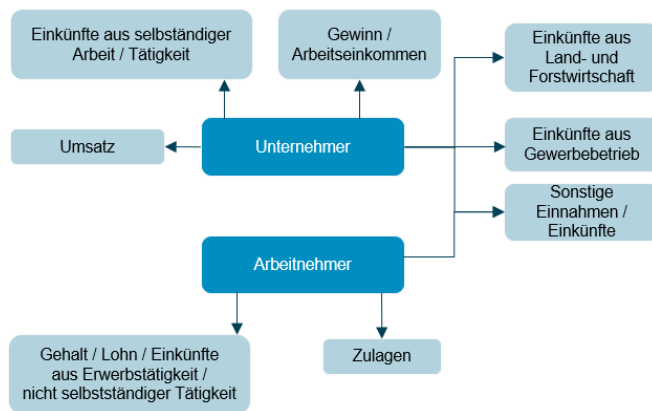 Einkünfte aus selbständiger
Arbeit / Tätigkeit
Gewinn /
Arbeitseinkommen
Einkünfte aus
Land- und
Forstwirtschaft
Umsatz
Unternehmer
Einkünfte aus
Gewerbebetrieb
Sonstige
Einnahmen /
Einkünfte
Arbeitnehmer
Gehalt / Lohn / Einkünfte
aus Erwerbstätigkeit /
nicht selbstständiger Tätigkeit
Zulagen